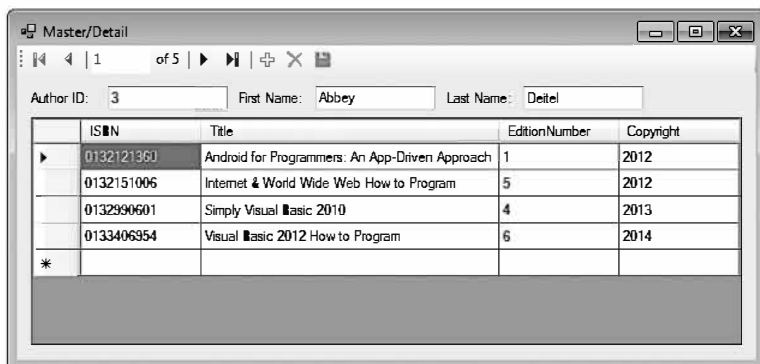 Master/Detail
1 of 5
Author ID: 3 First Name: Abbey Last Name: Deitel
ISBN Title EditionNumber Copyright
0132121360 Android for Programmers: An App-Driven Approach 1 2012
0132151006 Internet & World Wide Web How to Program 5 2012
0132990601 Simply Visual Basic 2010 4 2013
0133406954 Visual Basic 2012 How to Program 6 2014